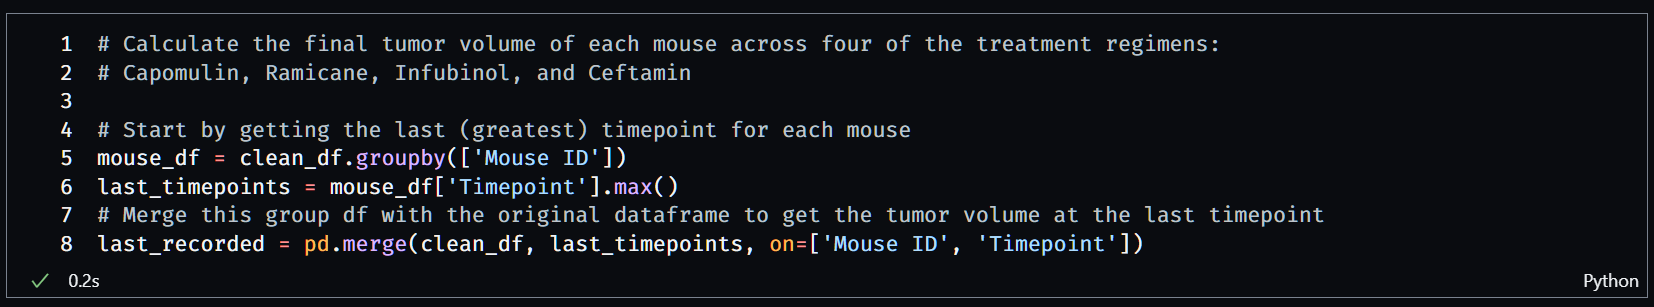 1 # Calculate the final tumor volume of each mouse across four of the treatment regimens:
2 # Capomulin, Ramicane, Infubinol, and Ceftamin
3
4 # Start by getting the last (greatest) timepoint for each mouse
5 mouse_df = clean_df.groupby(['Mouse ID'])
6 last_timepoints = mouse_df['Timepoint'].max()
7 # Merge this group df with the original dataframe to get the tumor volume at the last timepoint
8 last_recorded = pd.merge(clean_df, last_timepoints, on=['Mouse ID', 'Timepoint'])
✓ 0.2s Python